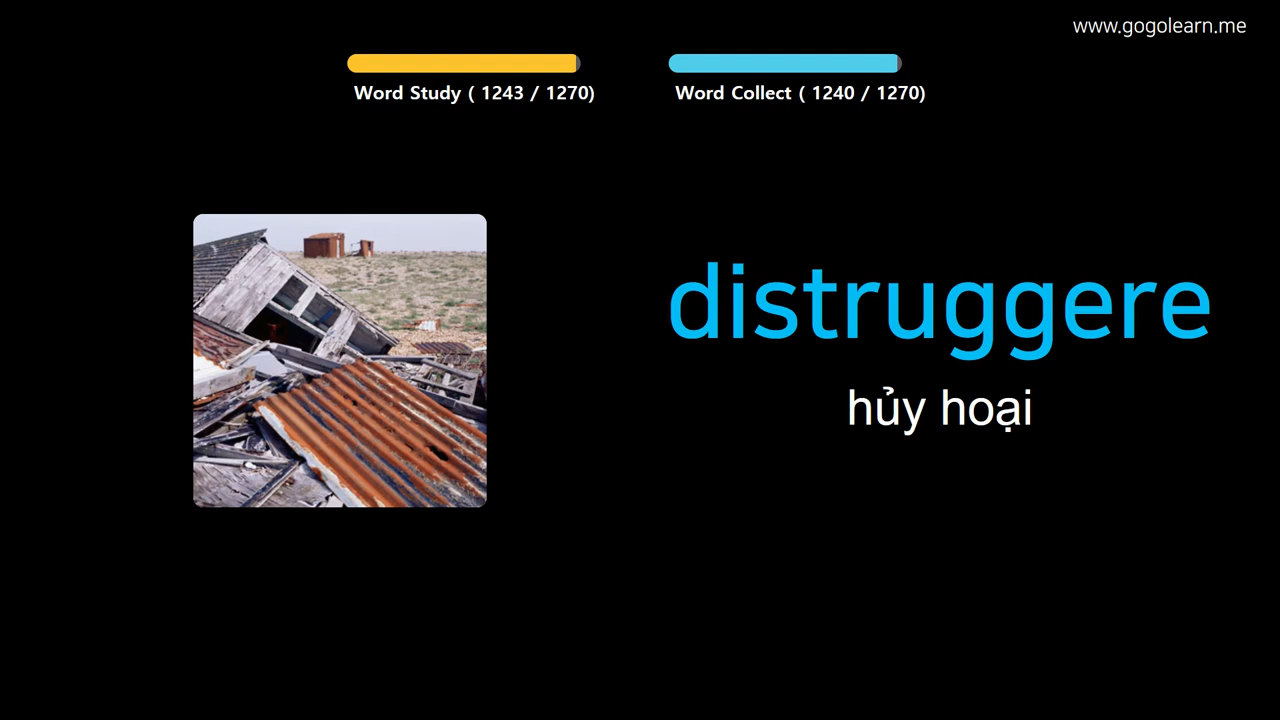 www.gogolearn.me
Word Study ( 1243 / 1270)
Word Collect ( 1240 / 1270)
distruggere
hủy hoại